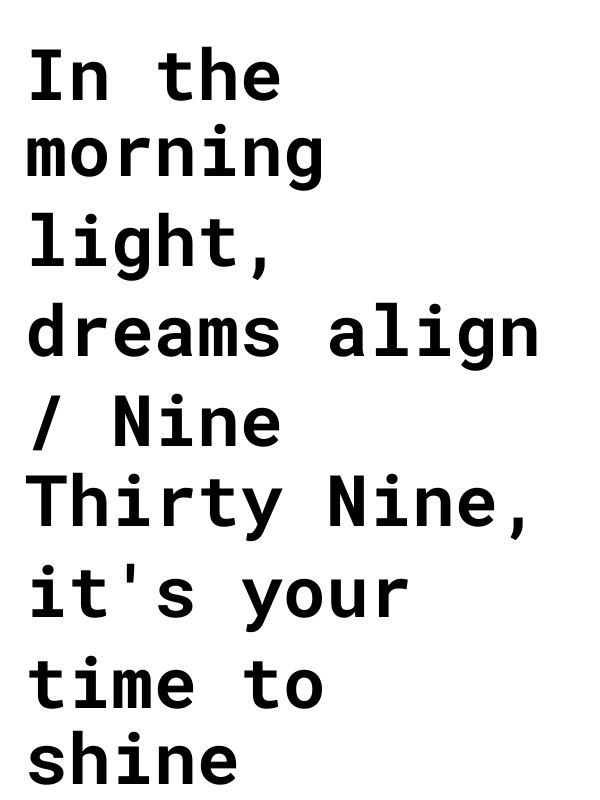 In the
morning
light,
dreams align
/ Nine
Thirty Nine,
it's your
time to
shine